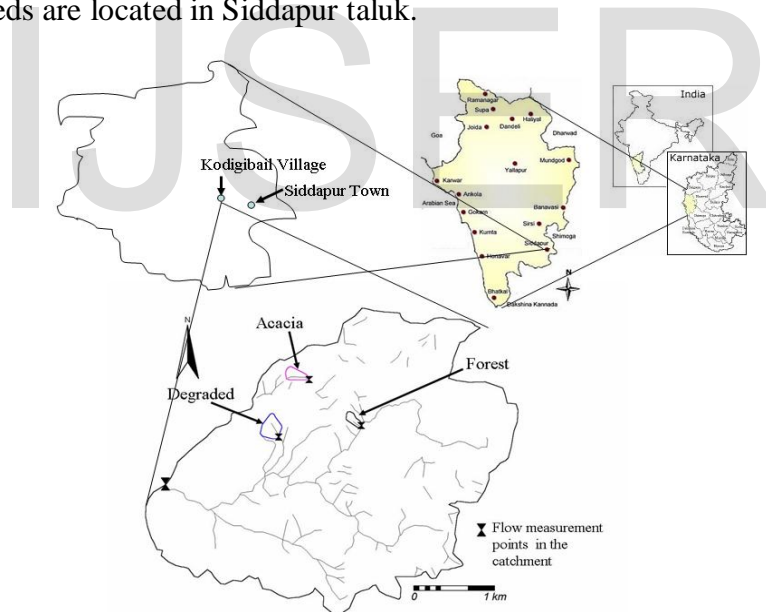 eds are located in Siddapur taluk.
IJSER
India
Karnataka
Ramanagar
Supa
Haliyal
Joida
Dandeli
Goa
Dharwad
Yellapur
Mundgod
Karwar
Ankola
Arabian Sea
Gokarn
Banavasi
Kumta
Sirsi
Shimoga
Siddapur
Honavar
Bhatkal
Dakshina Kannada
N
Kodigibail Village
Siddapur Town
N
Acacia
Forest
Degraded
Flow measurement
points in the
catchment
0 1 km